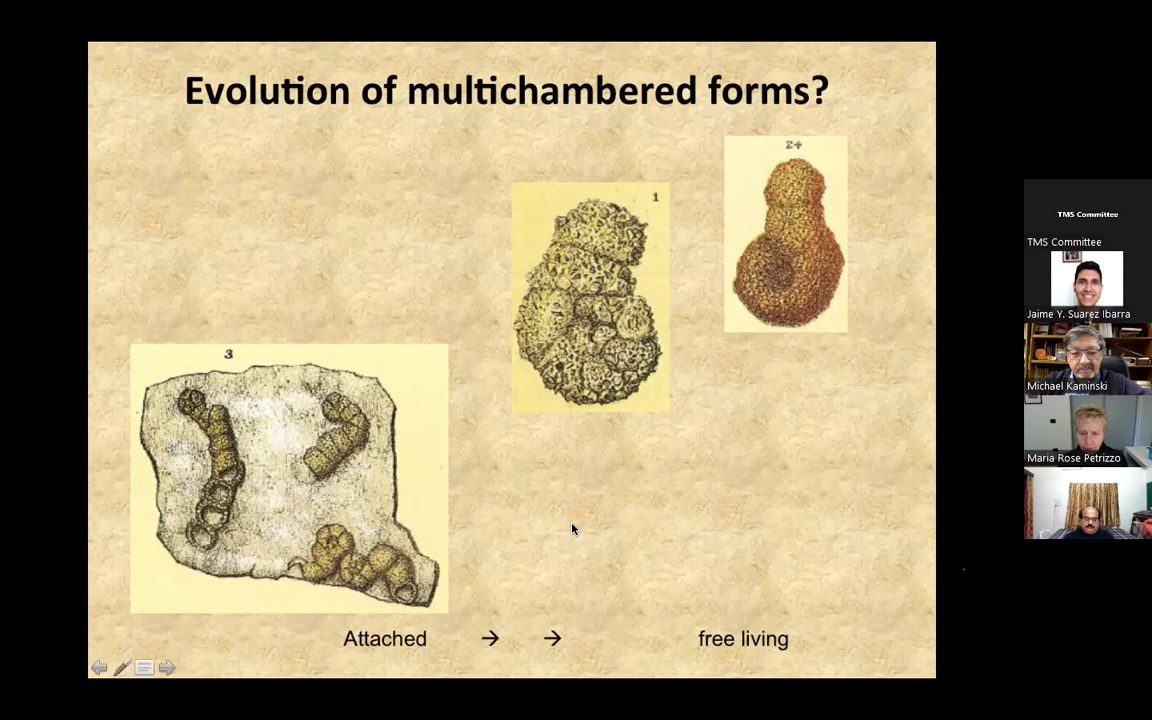 Evolution of multichambered forms?
24
1
3
Attached → → free living
TMS Committee
TMS Committee
Jaime Y. Suarez Ibarra
Michael Kaminski
Maria Rose Petrizzo